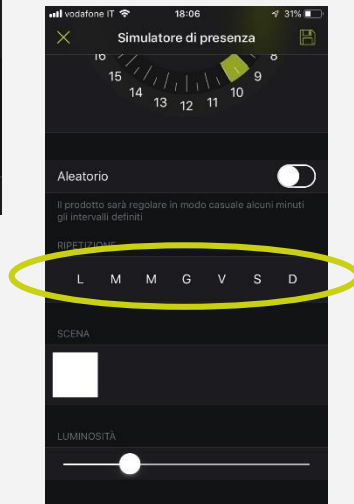 vodafone IT 18:06 31%
Simulatore di presenza
16 8
15 9
14 10
13 12 11
Aleatorio
Il prodotto sarà regolare in modo casuale alcuni minuti
gli intervalli definiti
RIPETIZIONE
L M M G V S D
SCENA
LUMINOSITÀ